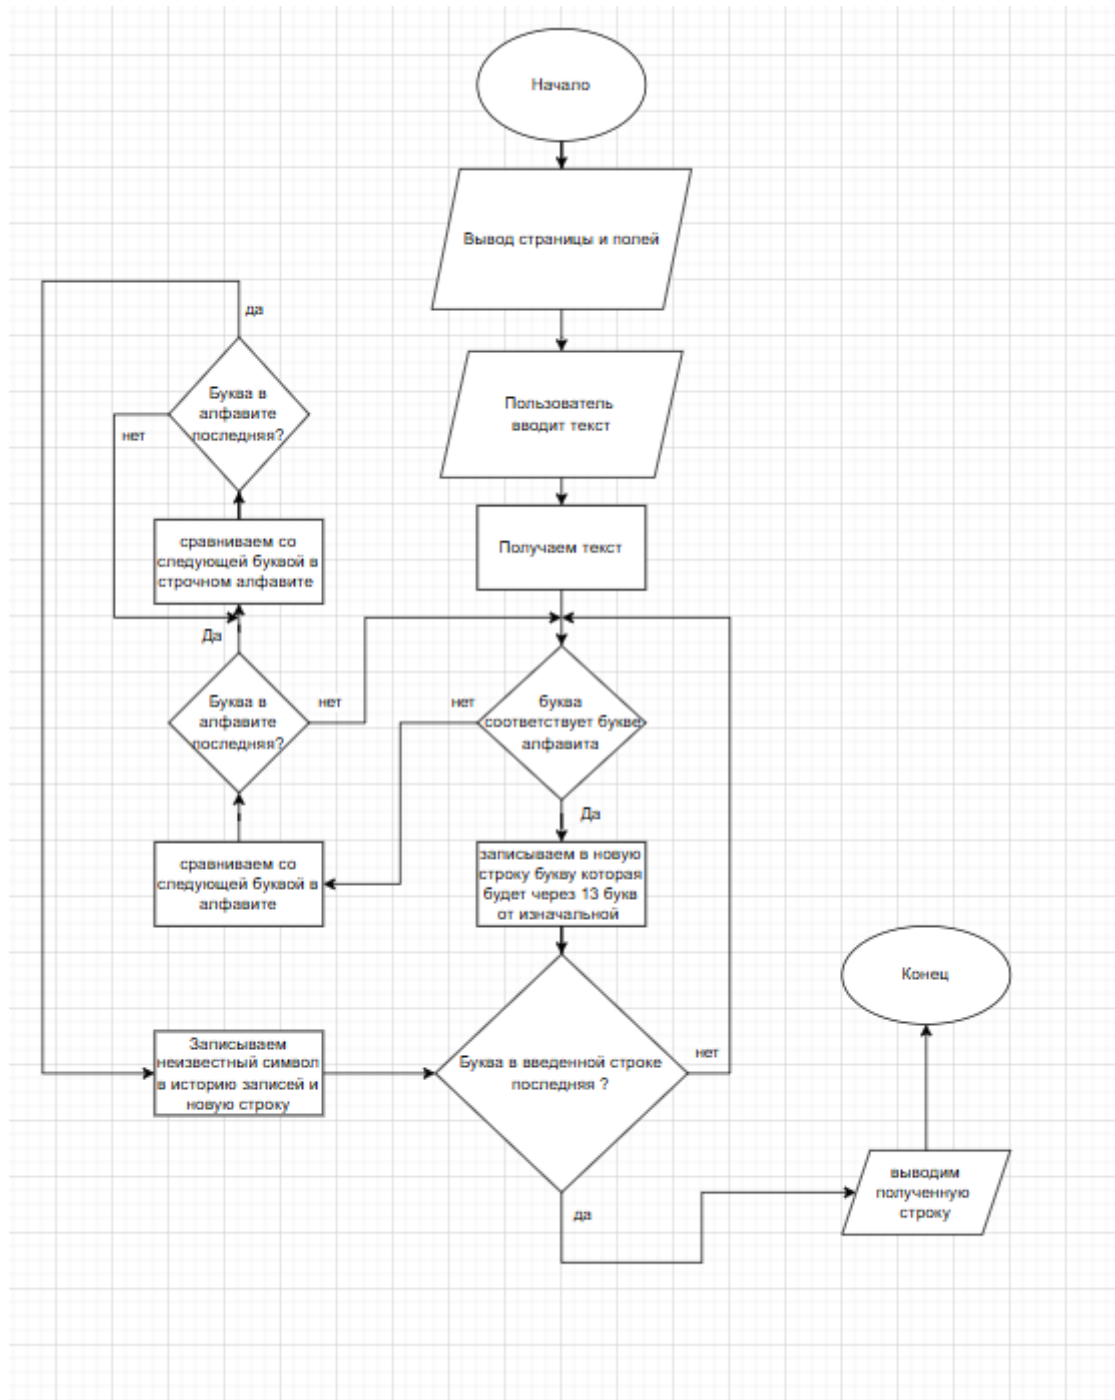 Начало
Вывод страницы и полей
Пользователь
вводит текст
Получаем текст
да
Буква в
алфавите
последняя?
нет
сравниваем со
следующей буквой в
строчном алфавите
Да
Буква в
алфавите
последняя?
нет
нет
буква
соответствует букве
алфавита
Да
сравниваем со
следующей буквой в
алфавите
записываем в новую
строку букву которая
будет через 13 букв
от изначальной
Записываем
неизвестный символ
в историю записей и
новую строку
Буква в введенной строке
последняя ?
нет
да
выводим
полученную
строку
Конец